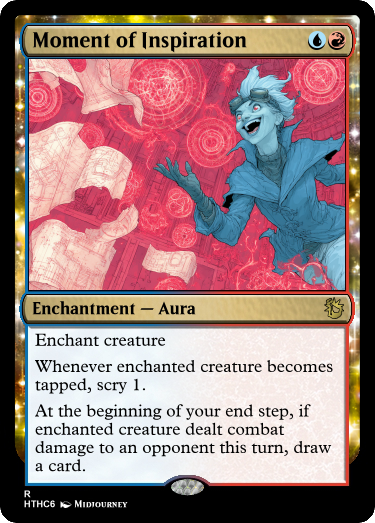 Moment of Inspiration
Enchantment — Aura
Enchant creature
Whenever enchanted creature becomes
tapped, scry 1.
At the beginning of your end step, if
enchanted creature dealt combat
damage to an opponent this turn, draw
a card.
R
HTHC6 Midjourney